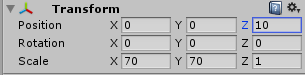 Transform
Position X 0 Y 0 Z 10
Rotation X 0 Y 0 Z 0
Scale X 70 Y 70 Z 1